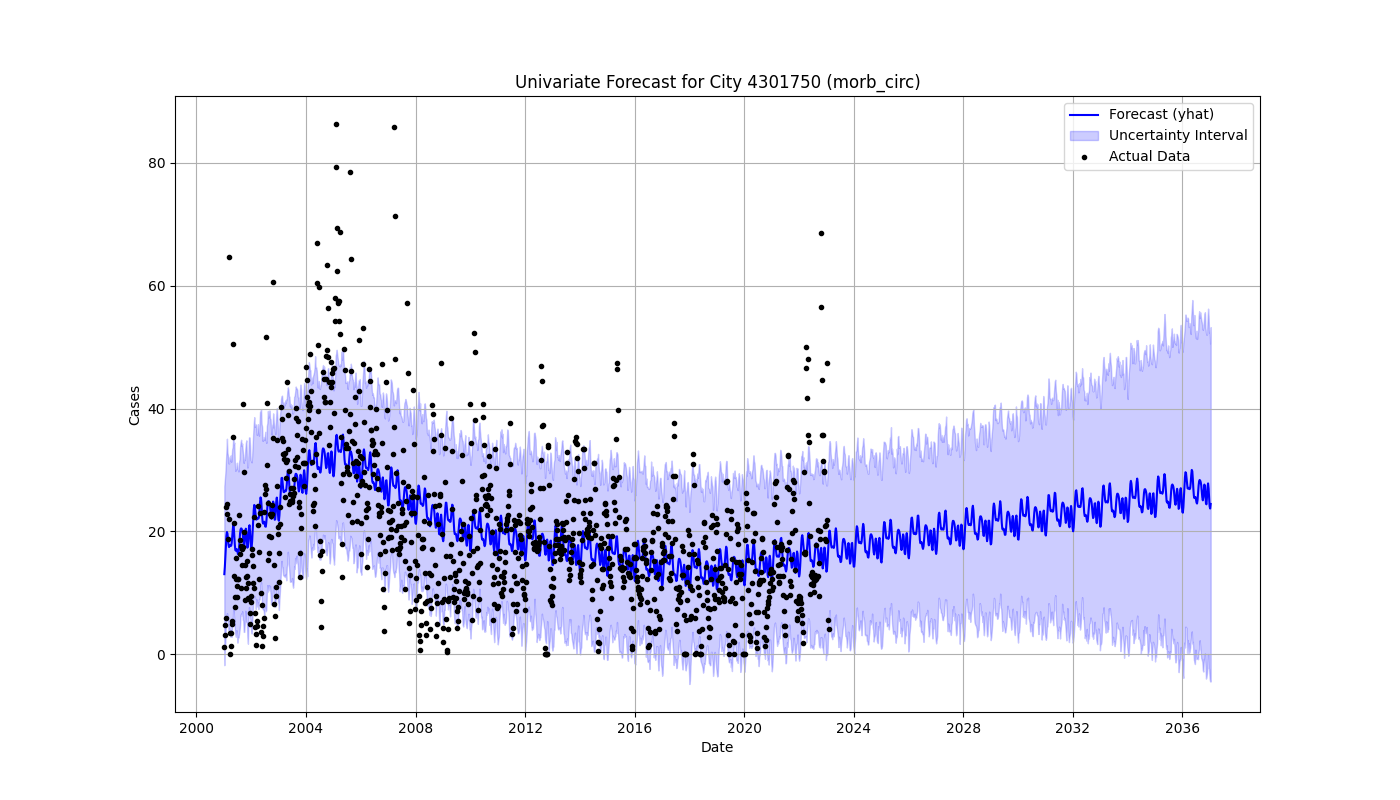 Univariate Forecast for City 4301750 (morb_circ)
Forecast (yhat)
Uncertainty Interval
Actual Data
Cases
80
60
40
20
0
2000 2004 2008 2012 2016 2020 2024 2028 2032 2036
Date